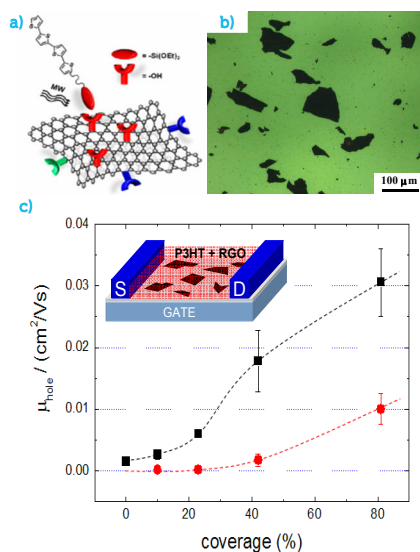 a)
= -Si(OEt)₃
= -OH
MW
b)
100 µm
c)
0.04
0.03
0.02
0.01
0.00
µhole / (cm²/Vs)
P3HT + RGO
S
D
GATE
0
20
40
60
80
coverage (%)